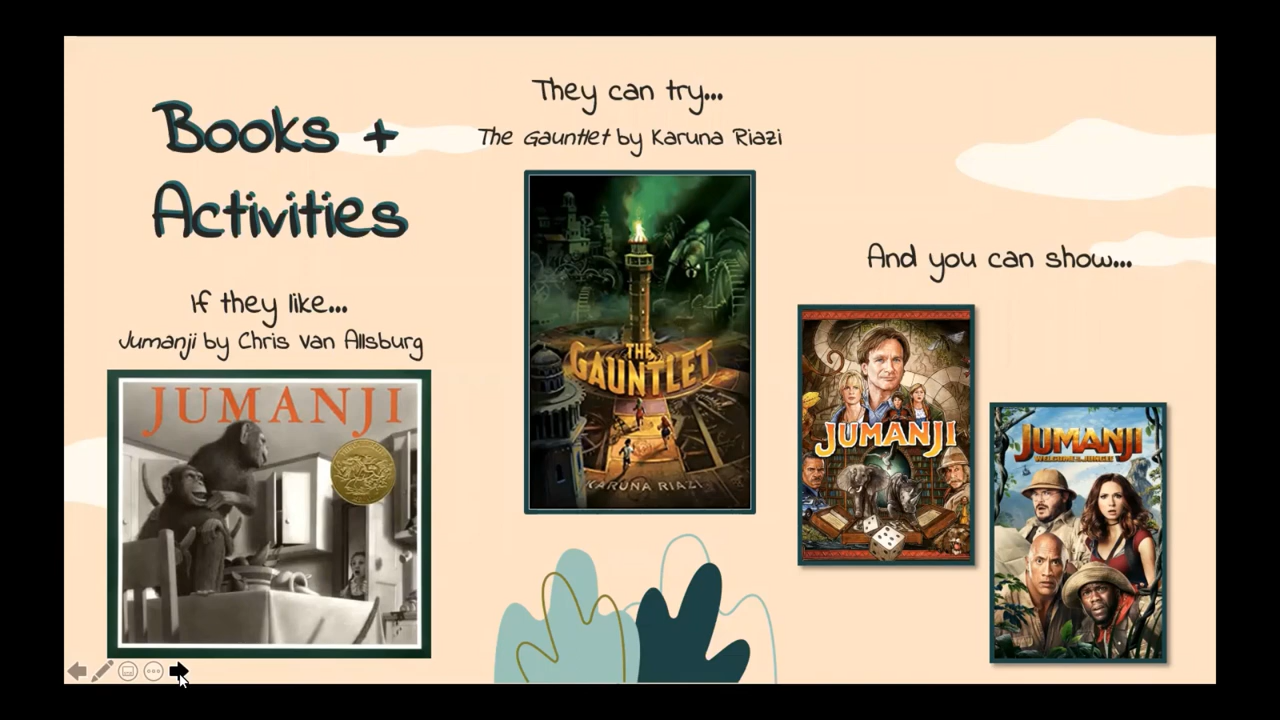 Books +
Activities
If they like...
Jumanji by Chris Van Allsburg
JUMANJI
They can try...
The Gauntlet by Karuna Riazi
THE
GAUNTLET
KARUNA RIAZI
And you can show...
JUMANJI
JUMANJI
WELCOME TO THE JUNGLE